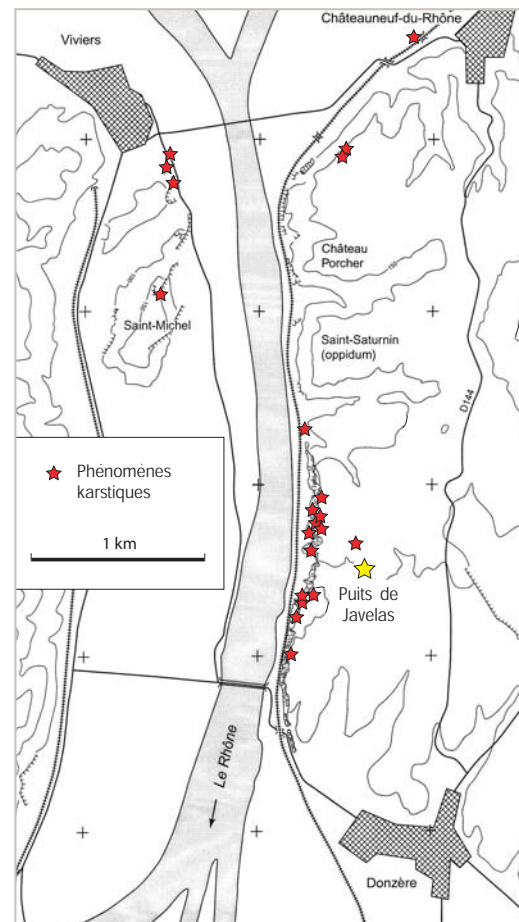 Châteauneuf-du-Rhône
Viviers
Château
Porcher
150
Saint-Michel
Saint-Saturnin
(oppidum)
D144
Phénomènes
karstiques
1 km
Puits de
Javelas
Le Rhône
Donzère